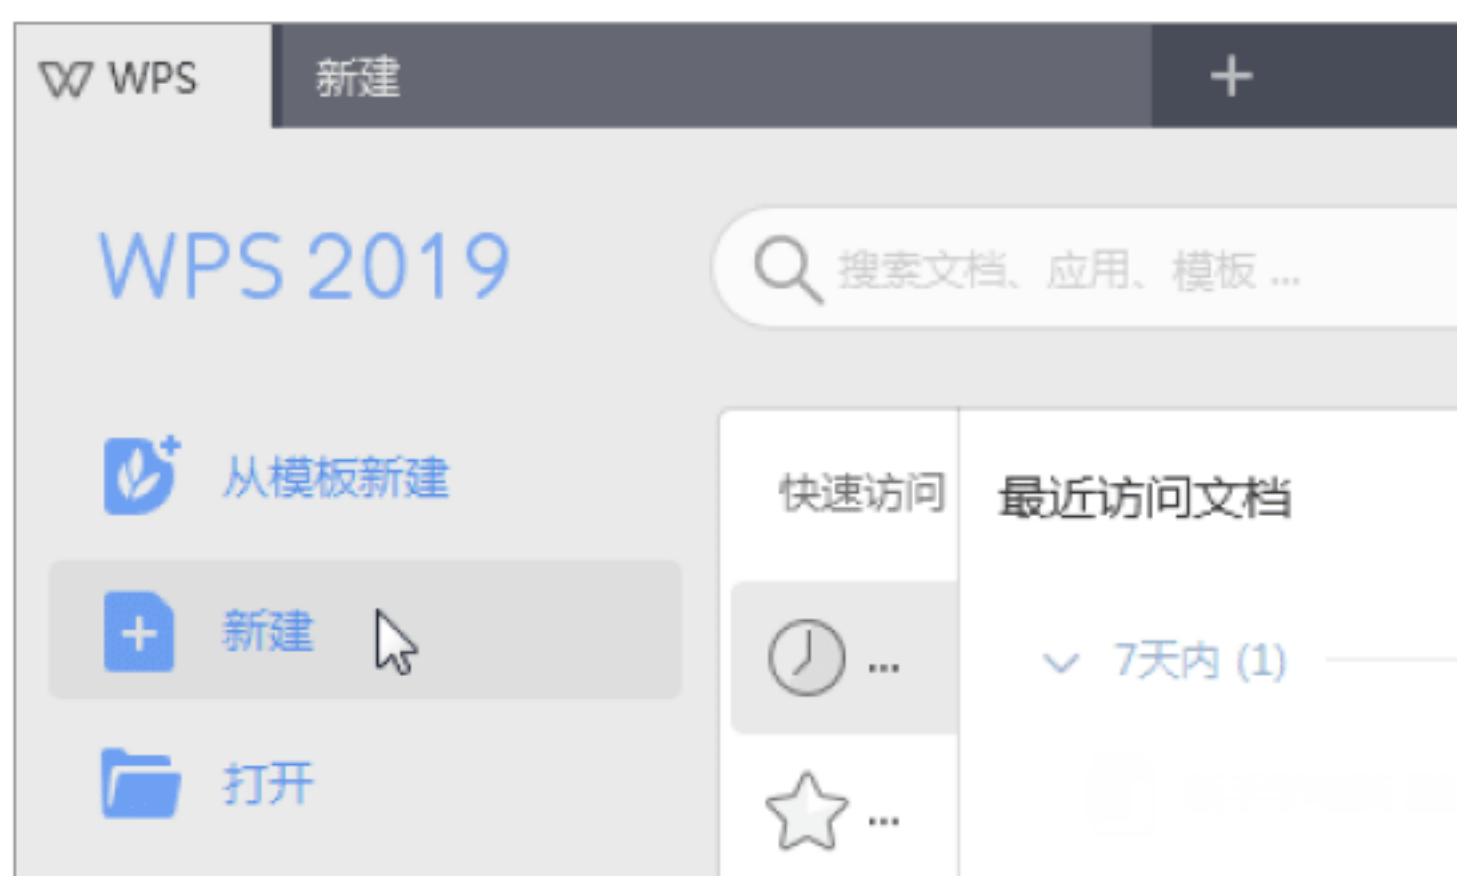 WPS 新建 +
WPS 2019
搜索文档、应用、模板 ...
从模板新建
快速访问
最近访问文档
新建
...
7天内 (1)
打开
...